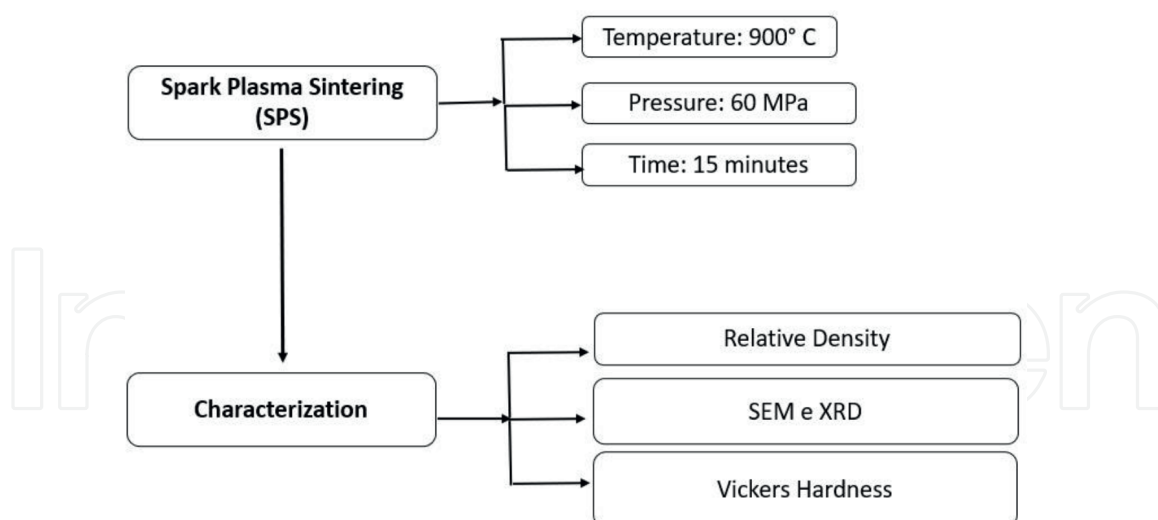 Spark Plasma Sintering
(SPS)
Temperature: 900° C
Pressure: 60 MPa
Time: 15 minutes
Characterization
Relative Density
SEM e XRD
Vickers Hardness